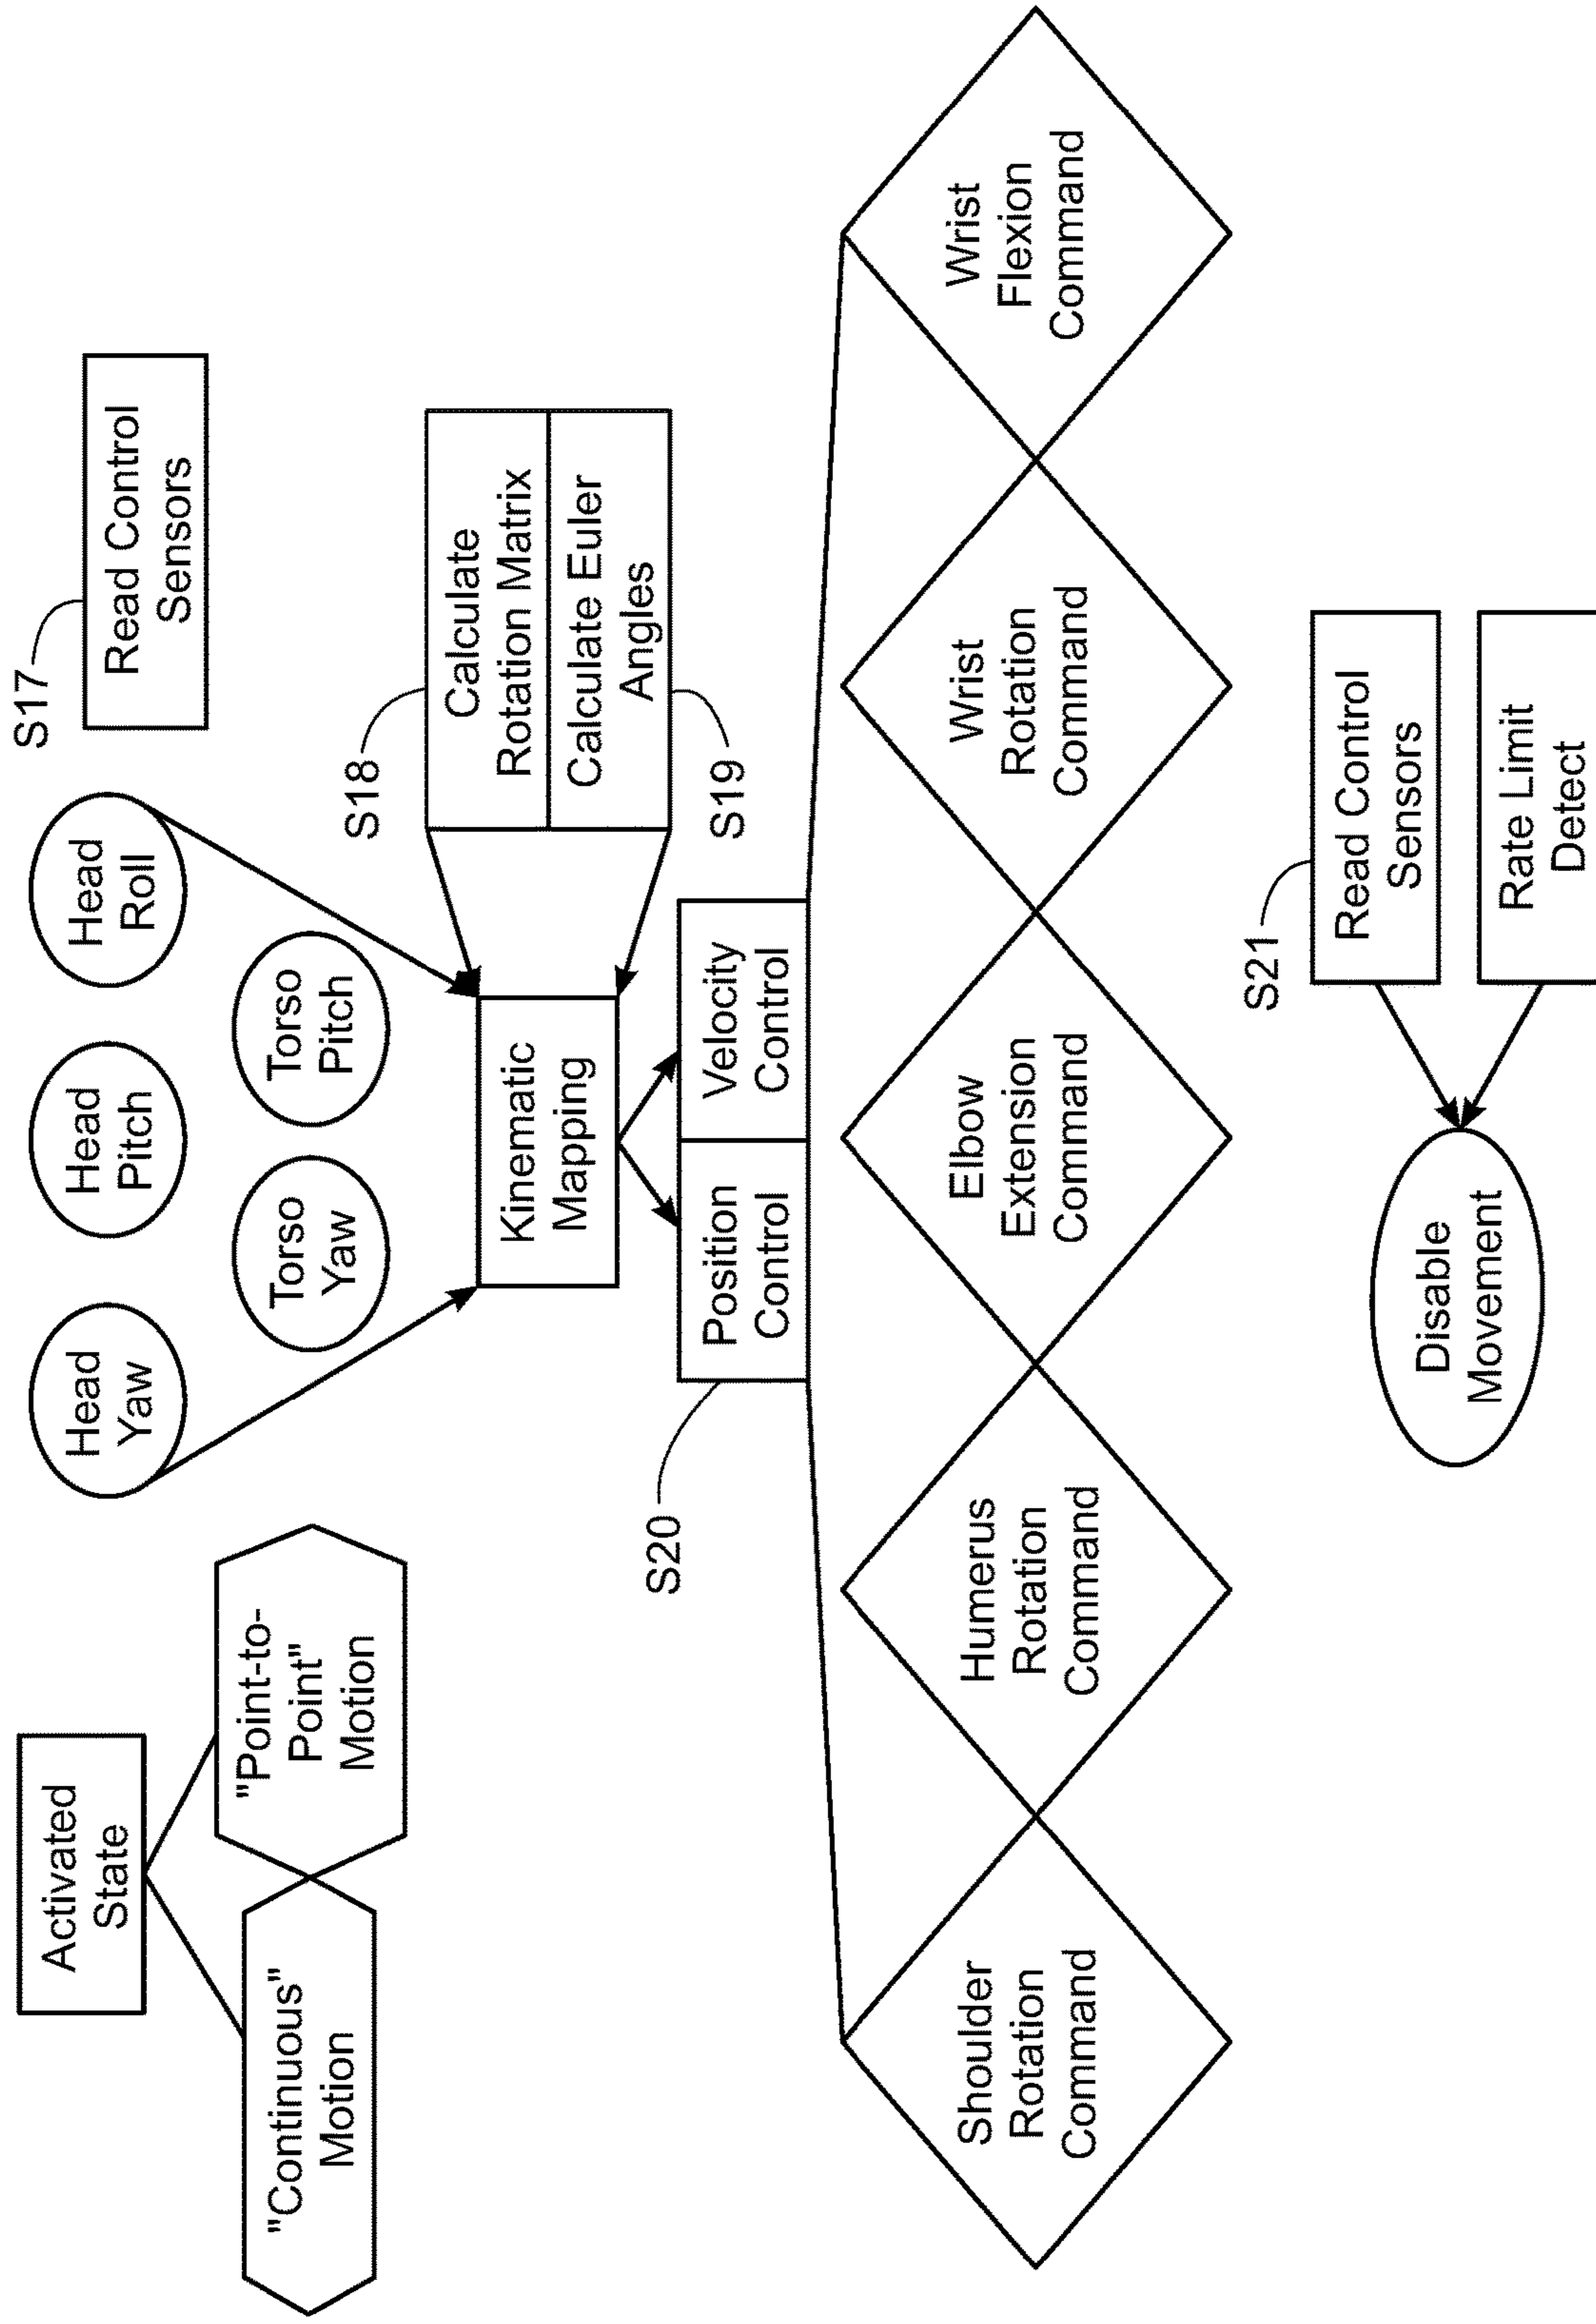 Activated
State
"Continuous"
Motion
"Point-to-
Point"
Motion
Head
Yaw
Head
Pitch
Head
Roll
Torso
Yaw
Torso
Pitch
S17
Read Control
Sensors
Kinematic
Mapping
S18
Calculate
Rotation Matrix
Calculate Euler
Angles
S19
S20
Position
Control
Velocity
Control
Shoulder
Rotation
Command
Humerus
Rotation
Command
Elbow
Extension
Command
Wrist
Rotation
Command
Wrist
Flexion
Command
Disable
Movement
S21
Read Control
Sensors
Rate Limit
Detect